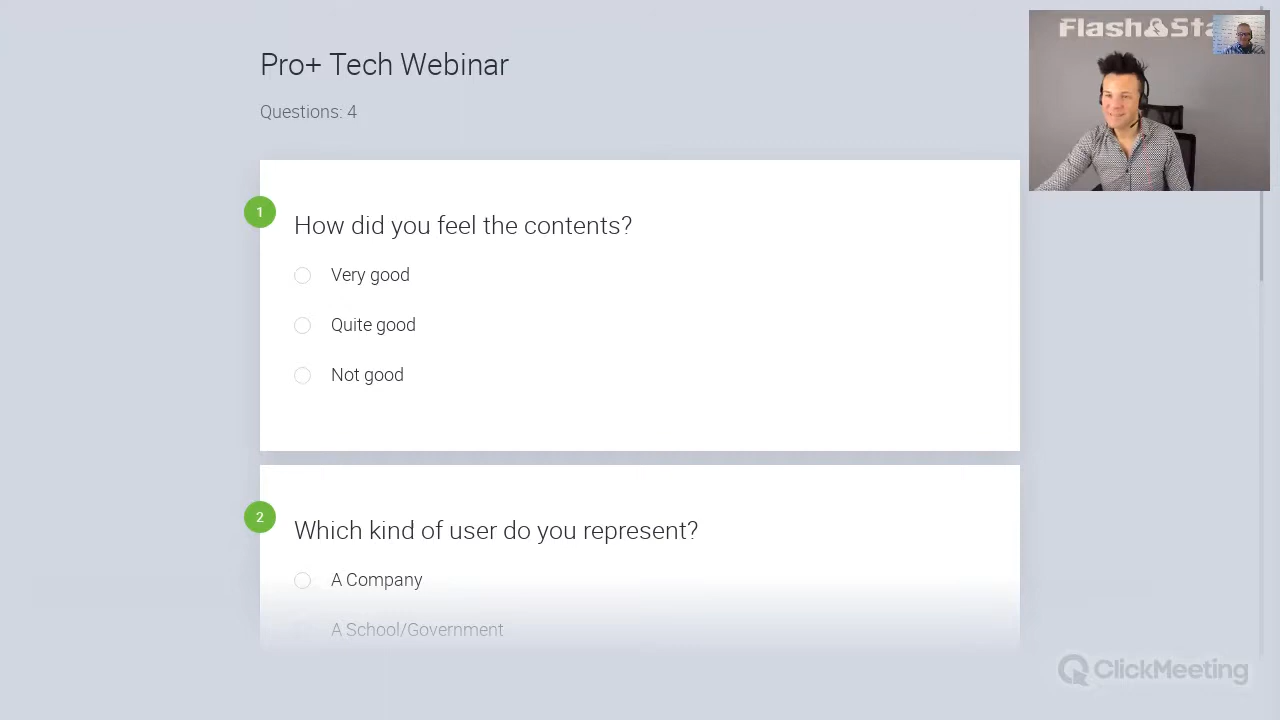 Pro+ Tech Webinar
Questions: 4
1
How did you feel the contents?
Very good
Quite good
Not good
2
Which kind of user do you represent?
A Company
A School/Government
ClickMeeting